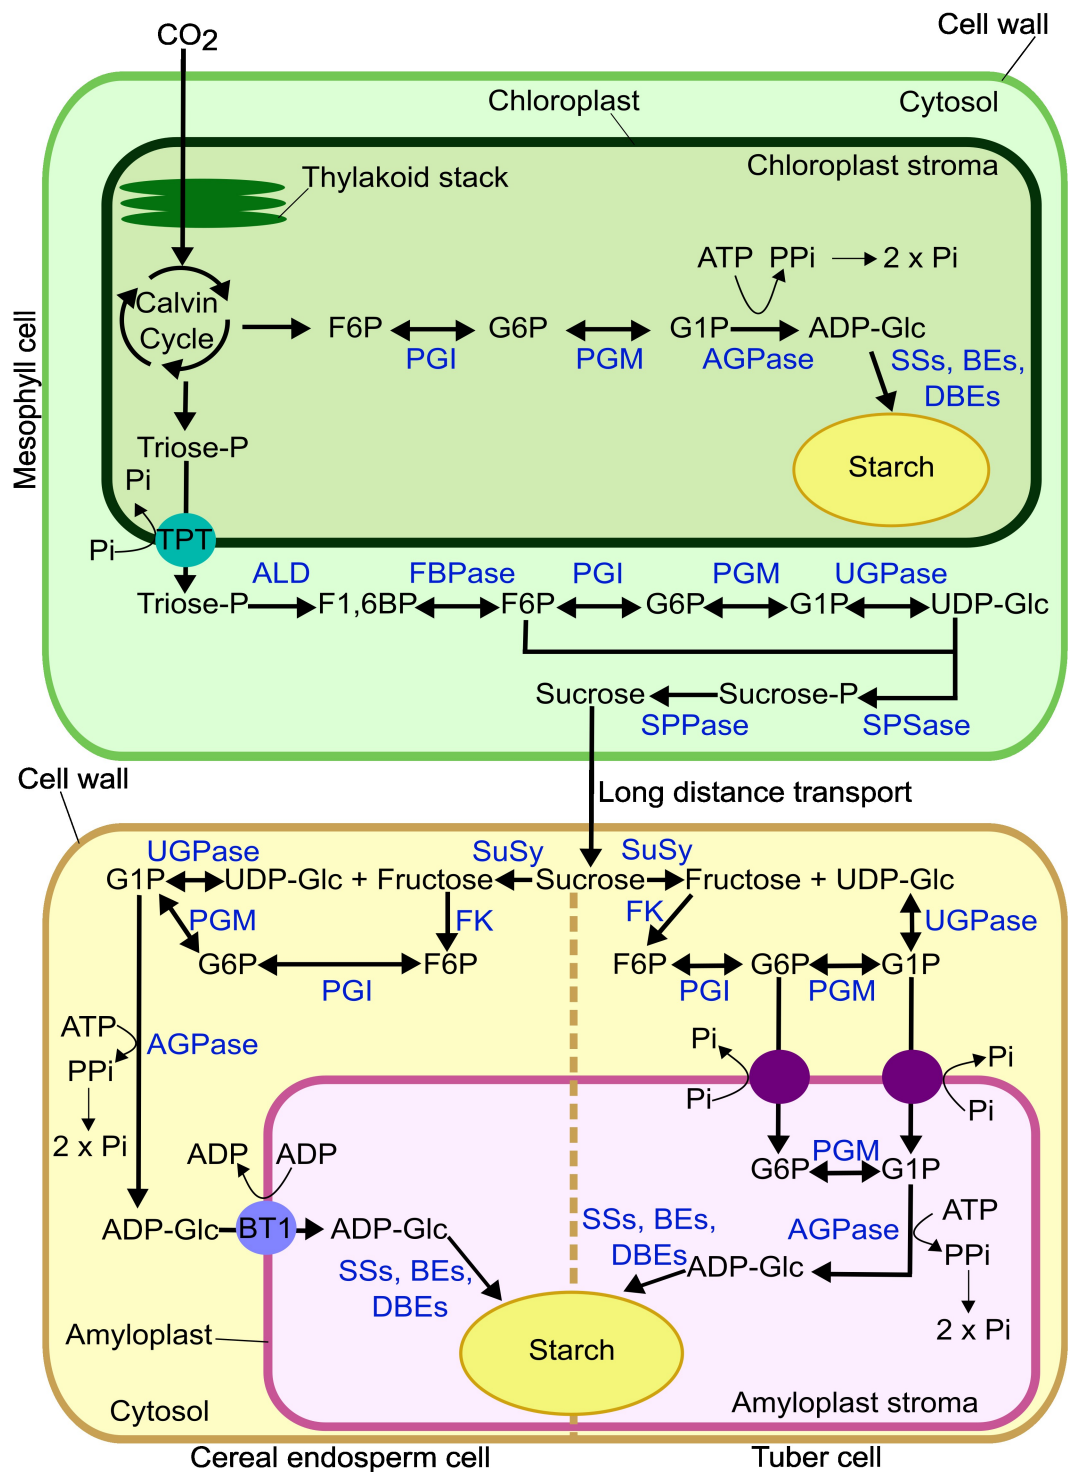 CO2
Cell wall
Chloroplast
Cytosol
Chloroplast stroma
Thylakoid stack
Mesophyll cell
ATP PPi → 2 x Pi
Calvin
Cycle
F6P G6P G1P ADP-Glc
PGI PGM AGPase SSs, BEs,
DBEs
Triose-P
Starch
Pi
Pi TPT
ALD FBPase PGI PGM UGPase
Triose-P F1,6BP F6P G6P G1P UDP-Glc
Sucrose Sucrose-P
SPPase SPSase
Cell wall
Long distance transport
UGPase SuSy SuSy
G1P UDP-Glc + Fructose Sucrose Fructose + UDP-Glc
PGM FK FK UGPase
G6P F6P F6P G6P G1P
PGI PGI PGM
ATP AGPase Pi Pi
PPi Pi Pi
2 x Pi ADP ADP PGM
G6P G1P
ADP-Glc BT1 ADP-Glc SSs, BEs, AGPase ATP
DBEs ADP-Glc PPi
SSs, BEs,
DBEs
2 x Pi
Amyloplast
Starch
Cytosol
Amyloplast stroma
Cereal endosperm cell Tuber cell